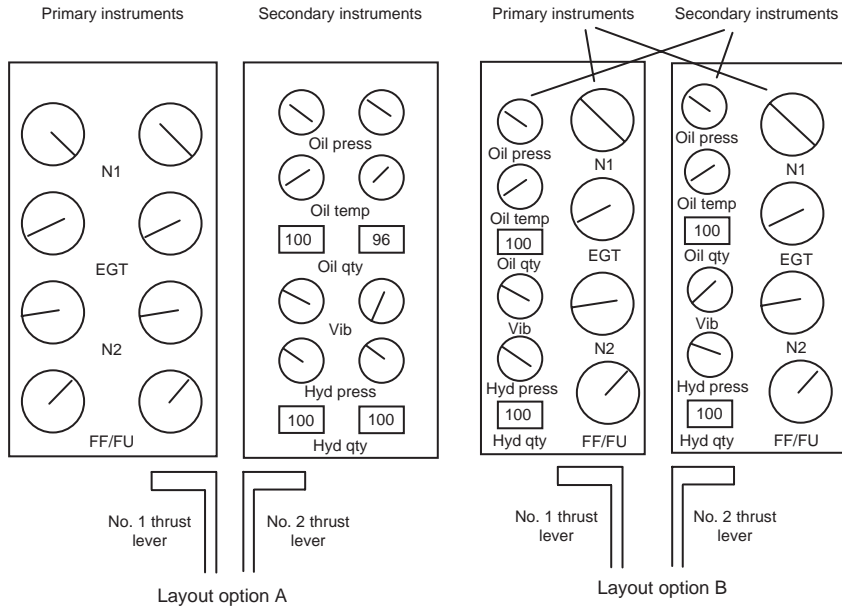 Primary instruments
Secondary instruments
N1
EGT
N2
FF/FU
Oil press
Oil temp
100 96
Oil qty
Vib
Hyd press
100 100
Hyd qty
No. 1 thrust
lever
No. 2 thrust
lever
Layout option A
Primary instruments
Secondary instruments
Oil press
N1
Oil temp
100
Oil qty
EGT
Vib
N2
Hyd press
100
Hyd qty
FF/FU
Oil press
N1
Oil temp
100
Oil qty
EGT
Vib
N2
Hyd press
100
Hyd qty
FF/FU
No. 1 thrust
lever
No. 2 thrust
lever
Layout option B